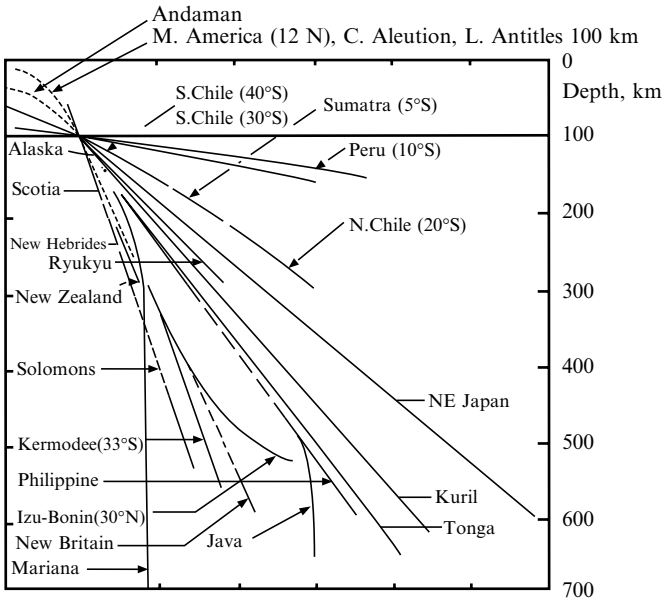 Andaman
M. America (12 N), C. Aleution, L. Antitles 100 km
0
Depth, km
S.Chile (40°S)
S.Chile (30°S)
Sumatra (5°S)
100
Alaska
Peru (10°S)
Scotia
200
N.Chile (20°S)
New Hebrides
Ryukyu
300
New Zealand
Solomons
400
NE Japan
Kermodee(33°S)
500
Philippine
Kuril
Izu-Bonin(30°N)
600
Tonga
New Britain
Java
Mariana
700